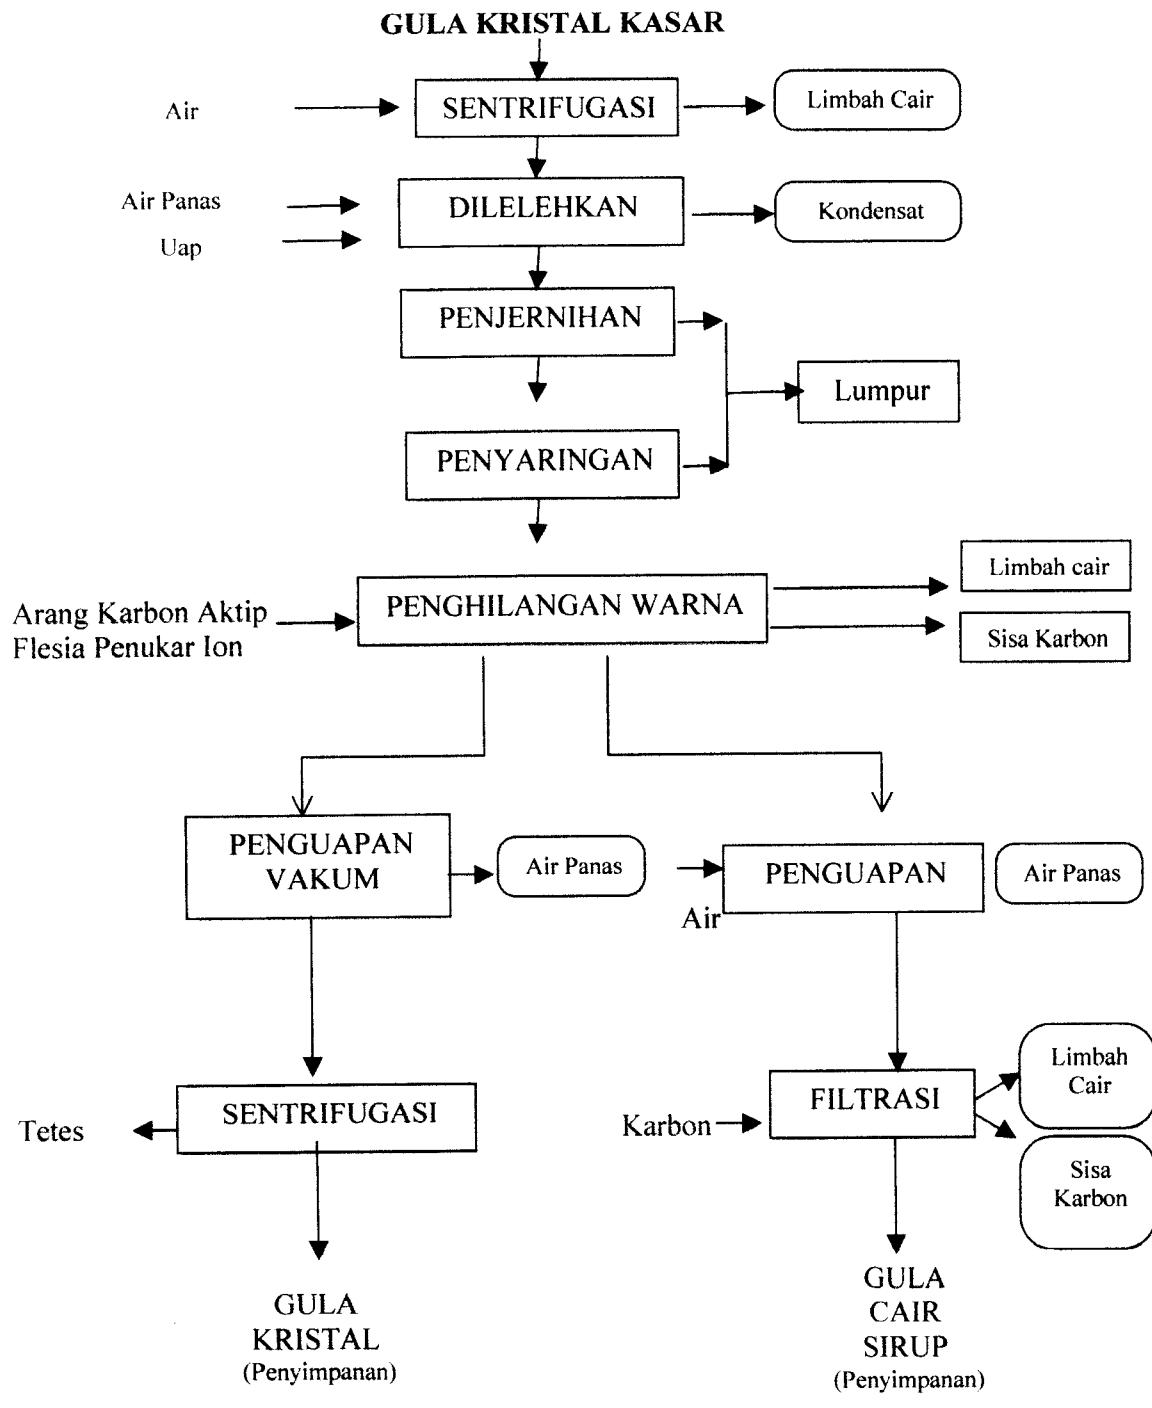 GULA KRISTAL KASAR
Air
SENTRIFUGASI
Limbah Cair
Air Panas
Uap
DILELEHKAN
Kondensat
PENJERNIHAN
Lumpur
PENYARINGAN
Arang Karbon Aktip
Flesia Penukar Ion
PENGHILANGAN WARNA
Limbah cair
Sisa Karbon
PENGUAPAN
VAKUM
Air Panas
Air
PENGUAPAN
Air Panas
Tetes
SENTRIFUGASI
Karbon
FILTRASI
Limbah
Cair
Sisa
Karbon
GULA
KRISTAL
(Penyimpanan)
GULA
CAIR
SIRUP
(Penyimpanan)